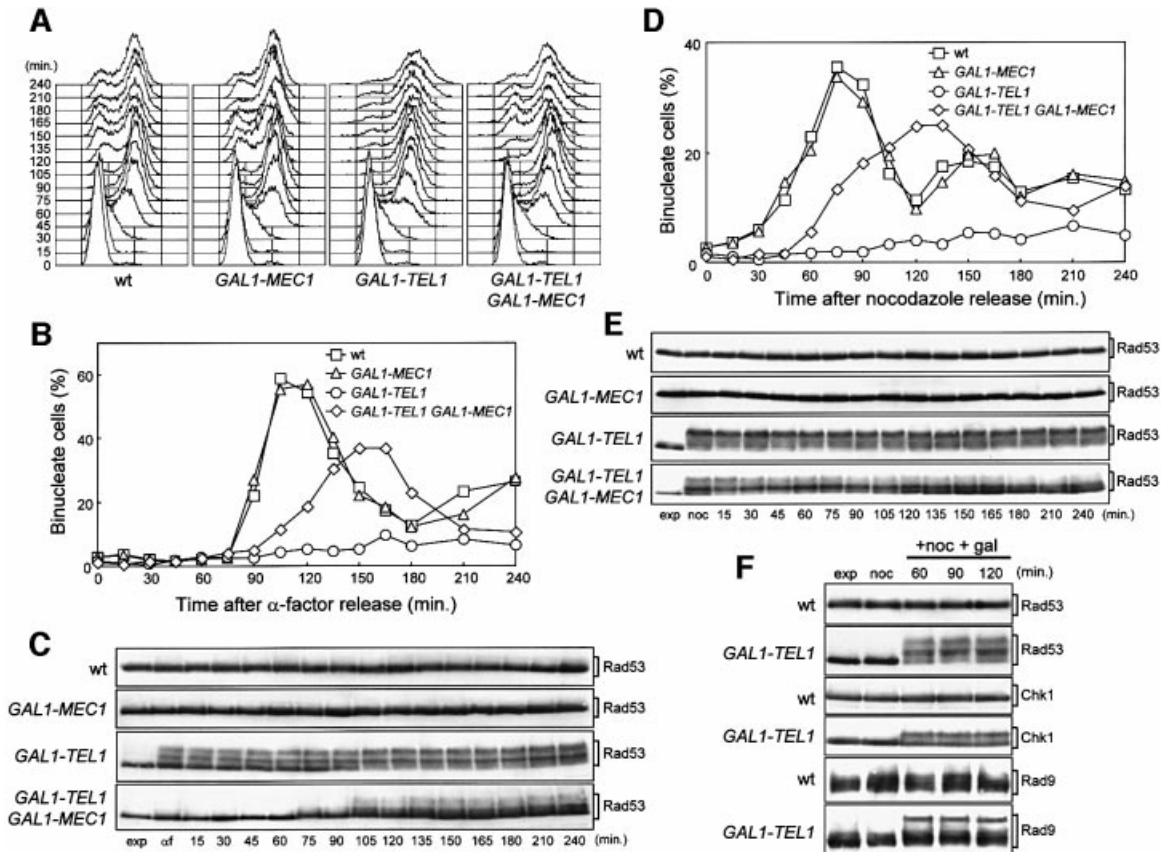 A
(min.)
240
210
180
165
150
135
120
105
90
75
60
45
30
15
0
wt
GAL1-MEC1
GAL1-TEL1
GAL1-TEL1
GAL1-MEC1
B
Binucleate cells (%)
60
40
20
0
wt
GAL1-MEC1
GAL1-TEL1
GAL1-TEL1 GAL1-MEC1
0 30 60 90 120 150 180 210 240
Time after α-factor release (min.)
C
wt Rad53
GAL1-MEC1 Rad53
GAL1-TEL1 Rad53
GAL1-TEL1
GAL1-MEC1 Rad53
exp αf 15 30 45 60 75 90 105 120 135 150 165 180 210 240 (min.)
D
Binucleate cells (%)
40
20
0
wt
GAL1-MEC1
GAL1-TEL1
GAL1-TEL1 GAL1-MEC1
0 30 60 90 120 150 180 210 240
Time after nocodazole release (min.)
E
wt Rad53
GAL1-MEC1 Rad53
GAL1-TEL1 Rad53
GAL1-TEL1
GAL1-MEC1 Rad53
exp noc 15 30 45 60 75 90 105 120 135 150 165 180 210 240 (min.)
F
+noc + gal
exp noc 60 90 120 (min.)
wt Rad53
GAL1-TEL1 Rad53
wt Chk1
GAL1-TEL1 Chk1
wt Rad9
GAL1-TEL1 Rad9